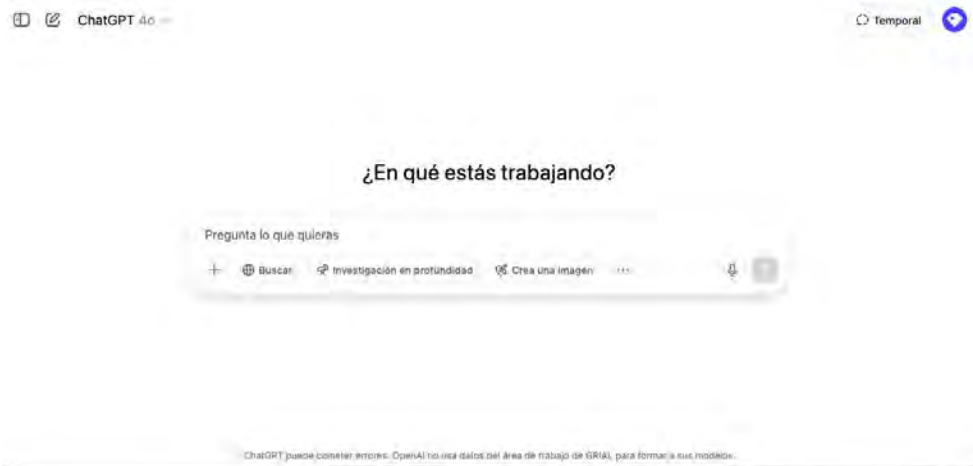 ChatGPT 4o
Temporal
¿En qué estás trabajando?
Pregunta lo que quieras
Buscar
Investigación en profundidad
Crea una imagen
ChatGPT puede cometer errores. OpenAI no usa datos del área de trabajo de GRIAL para formar a sus modelos.